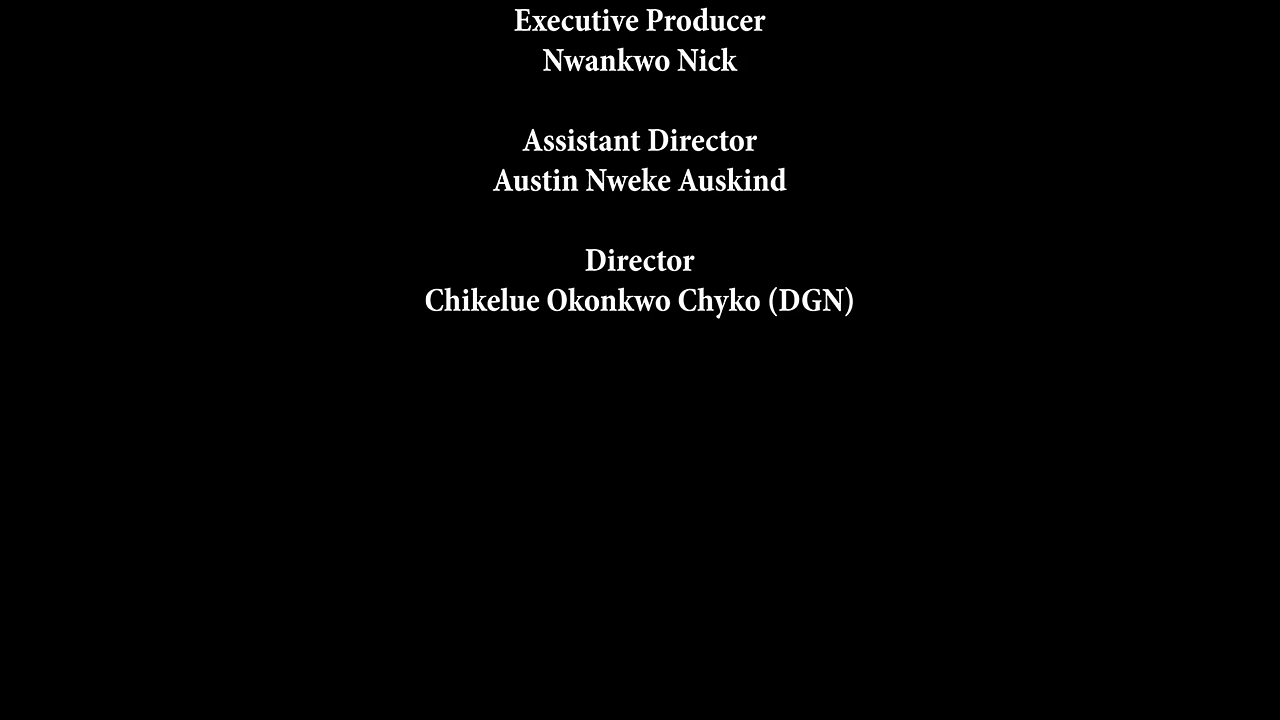 Executive Producer
Nwankwo Nick
Assistant Director
Austin Nweke Auskind
Director
Chikelue Okonkwo Chyko (DGN)